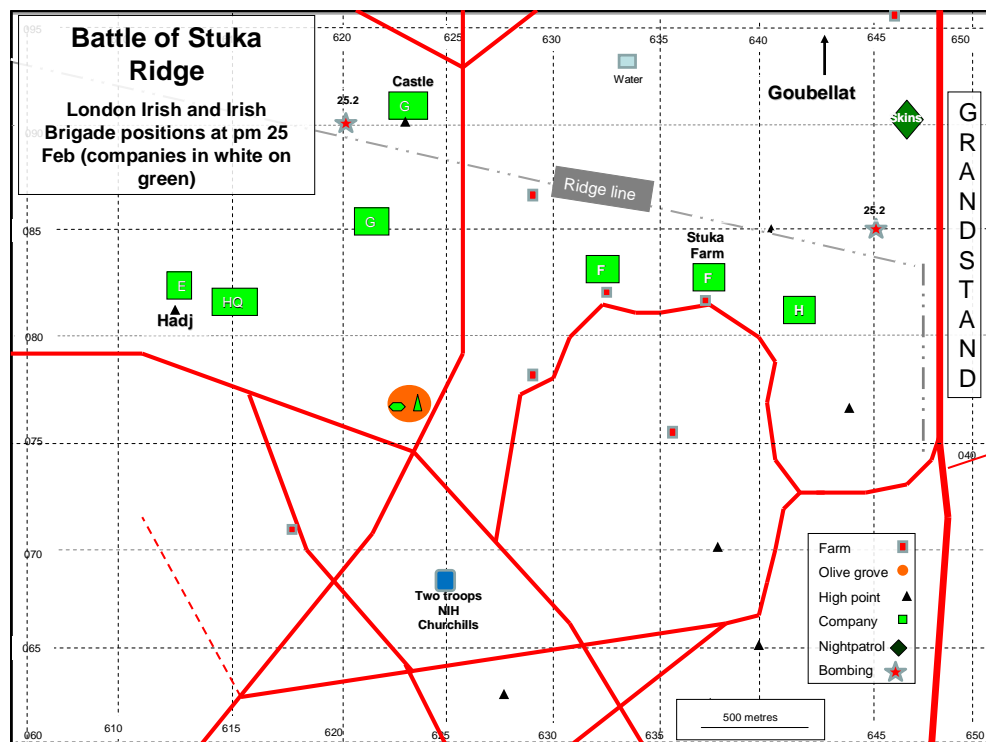 Battle of Stuka
Ridge
London Irish and Irish
Brigade positions at pm 25
Feb (companies in white on
green)
095
620
625
630
635
640
645
650
Water
Castle
G
25.2
090
Goubellat
Skins
GRANDSTAND
Ridge line
G
085
25.2
Stuka
Farm
F
F
E
HQ
H
Hadj
080
075
040
070
Two troops
NIH
Churchills
065
Farm
Olive grove
High point
Company
Nightpatrol
Bombing
500 metres
060
610
615
620
625
630
635
640
645
650